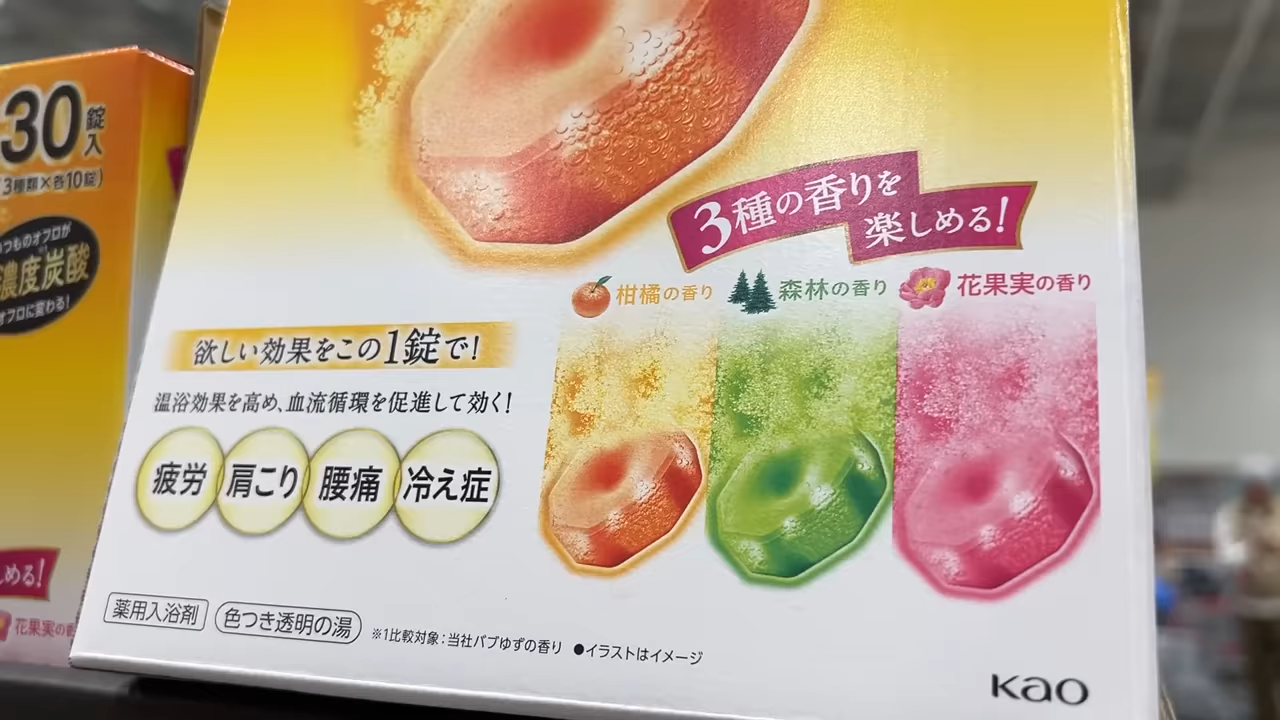 30錠入
(3種類×各10錠)
いつものオフロが
濃度炭酸
オフロに変わる!
3種の香りを
楽しめる!
柑橘の香り
森林の香り
花果実の香り
欲しい効果をこの1錠で!
温浴効果を高め、血流循環を促進して効く!
疲労
肩こり
腰痛
冷え症
薬用入浴剤
色つき透明の湯
※1比較対象:当社バブゆずの香り ●イラストはイメージ
Kao
める!
花果実の香